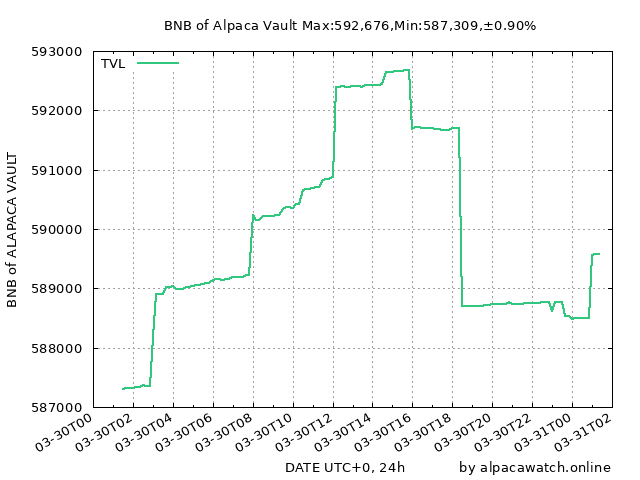 BNB of Alpaca Vault Max:592,676,Min:587,309,±0.90%
TVL
593000
592000
591000
590000
589000
588000
587000
BNB of ALAPACA VAULT
03-30T00
03-30T02
03-30T04
03-30T06
03-30T08
03-30T10
03-30T12
03-30T14
03-30T16
03-30T18
03-30T20
03-30T22
03-31T00
03-31T02
DATE UTC+0, 24h
by alpacawatch.online